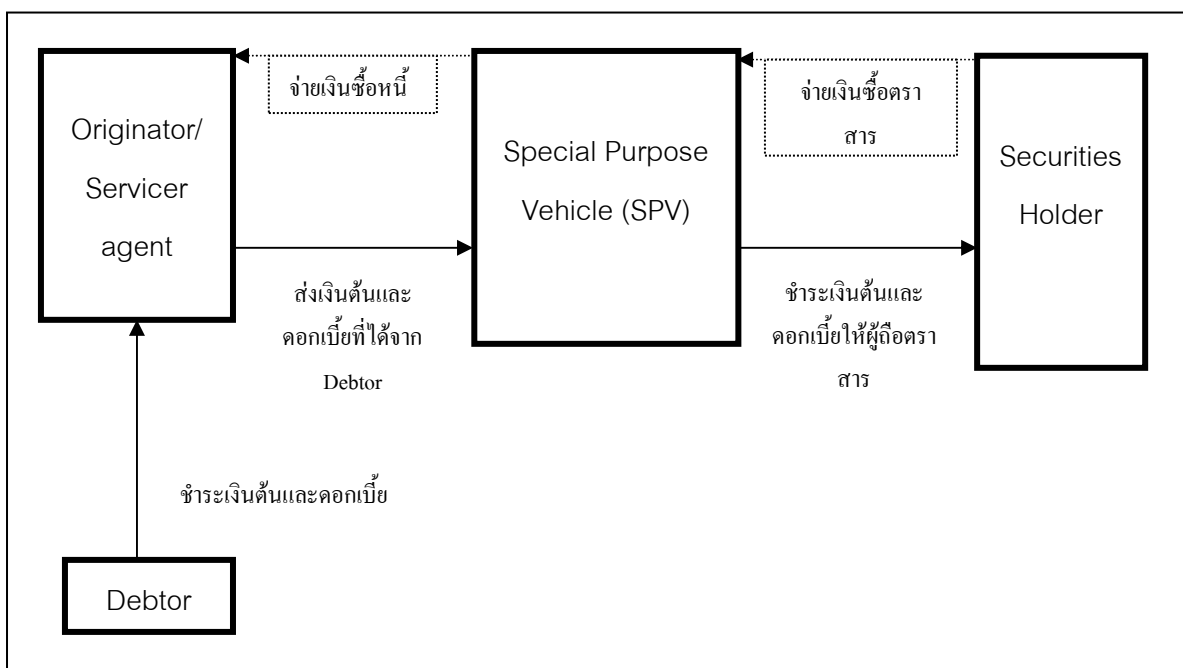 จ่ายเงินซื้อหนี้
จ่ายเงินซื้อตรา
สาร
Originator/
Servicer
agent
Special Purpose
Vehicle (SPV)
Securities
Holder
ส่งเงินต้นและ
ดอกเบี้ยที่ได้จาก
Debtor
ชำระเงินต้นและ
ดอกเบี้ยให้ผู้ถือตรา
สาร
ชำระเงินต้นและดอกเบี้ย
Debtor